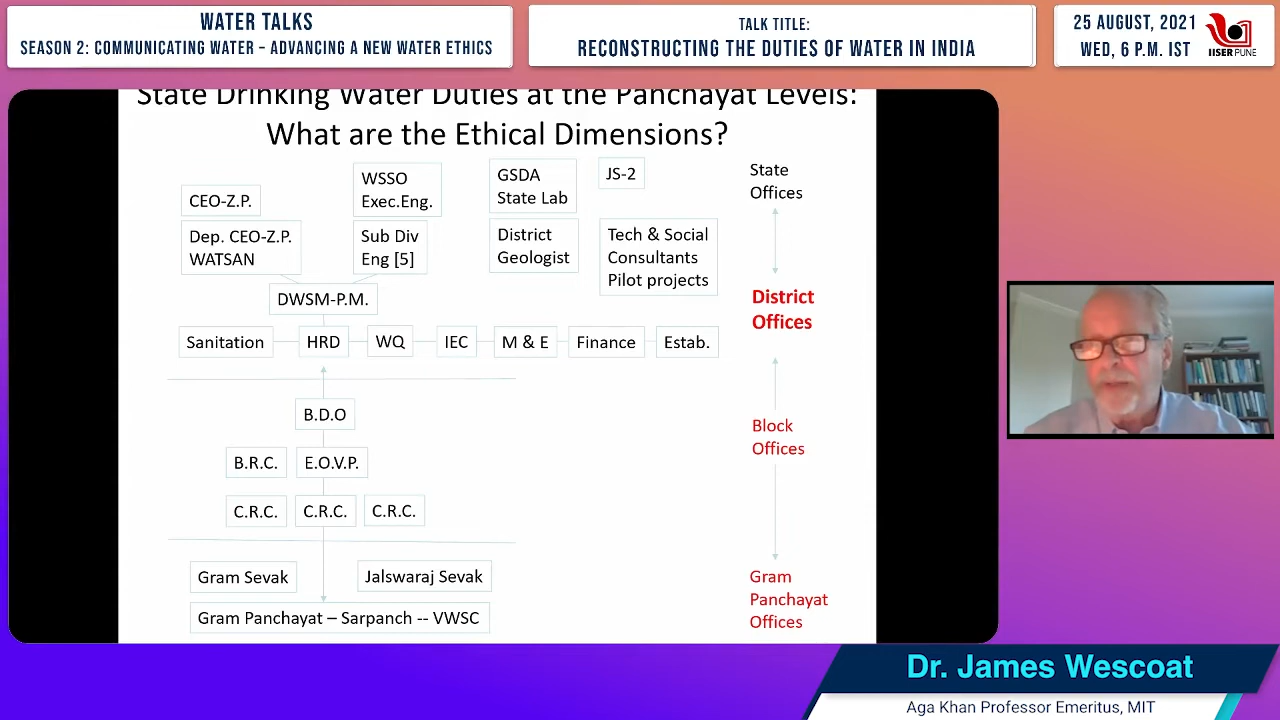 WATER TALKS
SEASON 2: COMMUNICATING WATER – ADVANCING A NEW WATER ETHICS
TALK TITLE:
RECONSTRUCTING THE DUTIES OF WATER IN INDIA
25 AUGUST, 2021
WED, 6 P.M. IST
IISER PUNE
State Drinking Water Duties at the Panchayat Levels:
What are the Ethical Dimensions?
CEO-Z.P.
WSSO
Exec.Eng.
GSDA
State Lab
JS-2
State
Offices
Dep. CEO-Z.P.
WATSAN
Sub Div
Eng [5]
District
Geologist
Tech & Social
Consultants
Pilot projects
DWSM-P.M.
District
Offices
Sanitation
HRD
WQ
IEC
M & E
Finance
Estab.
B.D.O
Block
Offices
B.R.C.
E.O.V.P.
C.R.C.
C.R.C.
C.R.C.
Gram Sevak
Jalswaraj Sevak
Gram Panchayat – Sarpanch -- VWSC
Gram
Panchayat
Offices
Dr. James Wescoat
Aga Khan Professor Emeritus, MIT